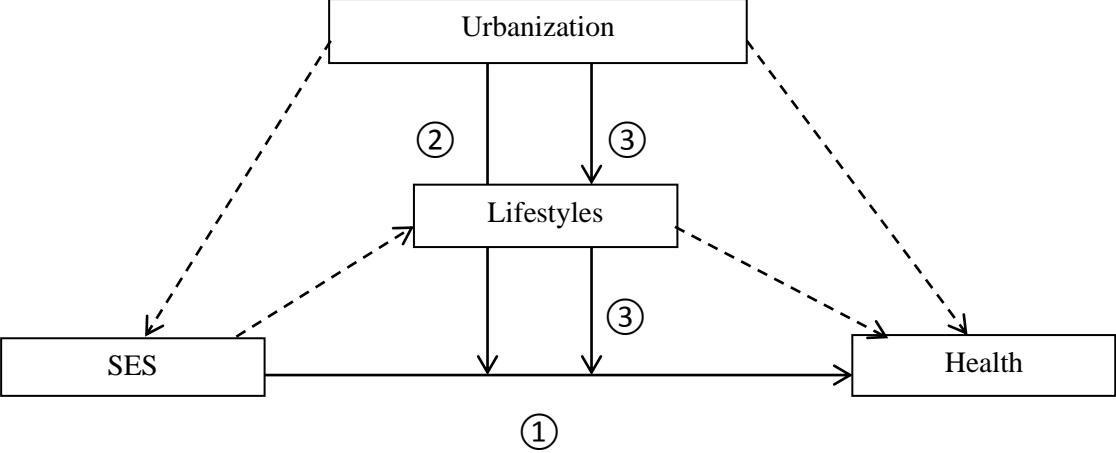 Urbanization
②
③
Lifestyles
③
SES
Health
①